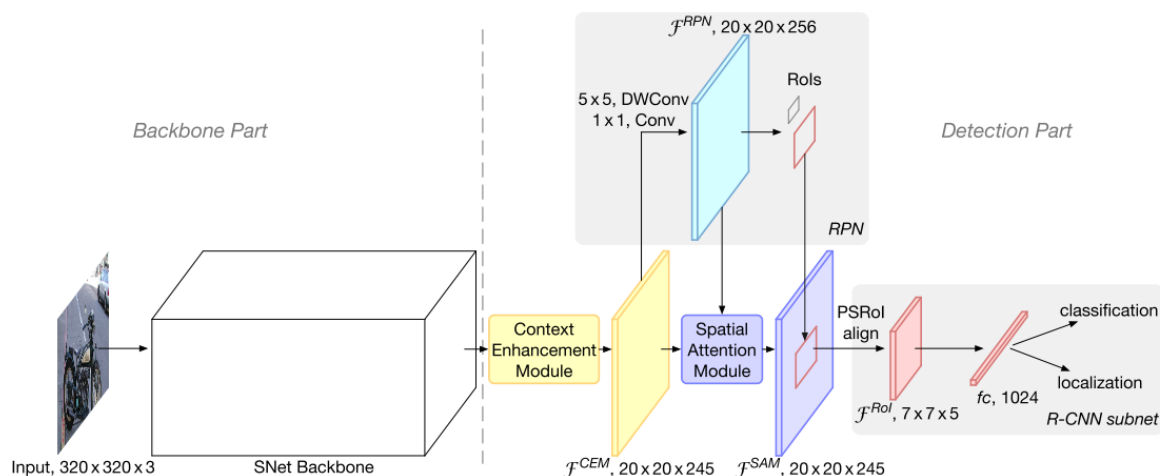 ℱ^RPN, 20 x 20 x 256
RoIs
5 x 5, DWConv
1 x 1, Conv
Backbone Part
Detection Part
RPN
Context
Enhancement
Module
Spatial
Attention
Module
PSRoI
align
classification
localization
ℱ^RoI, 7 x 7 x 5
fc, 1024
R-CNN subnet
Input, 320 x 320 x 3
SNet Backbone
ℱ^CEM, 20 x 20 x 245
ℱ^SAM, 20 x 20 x 245